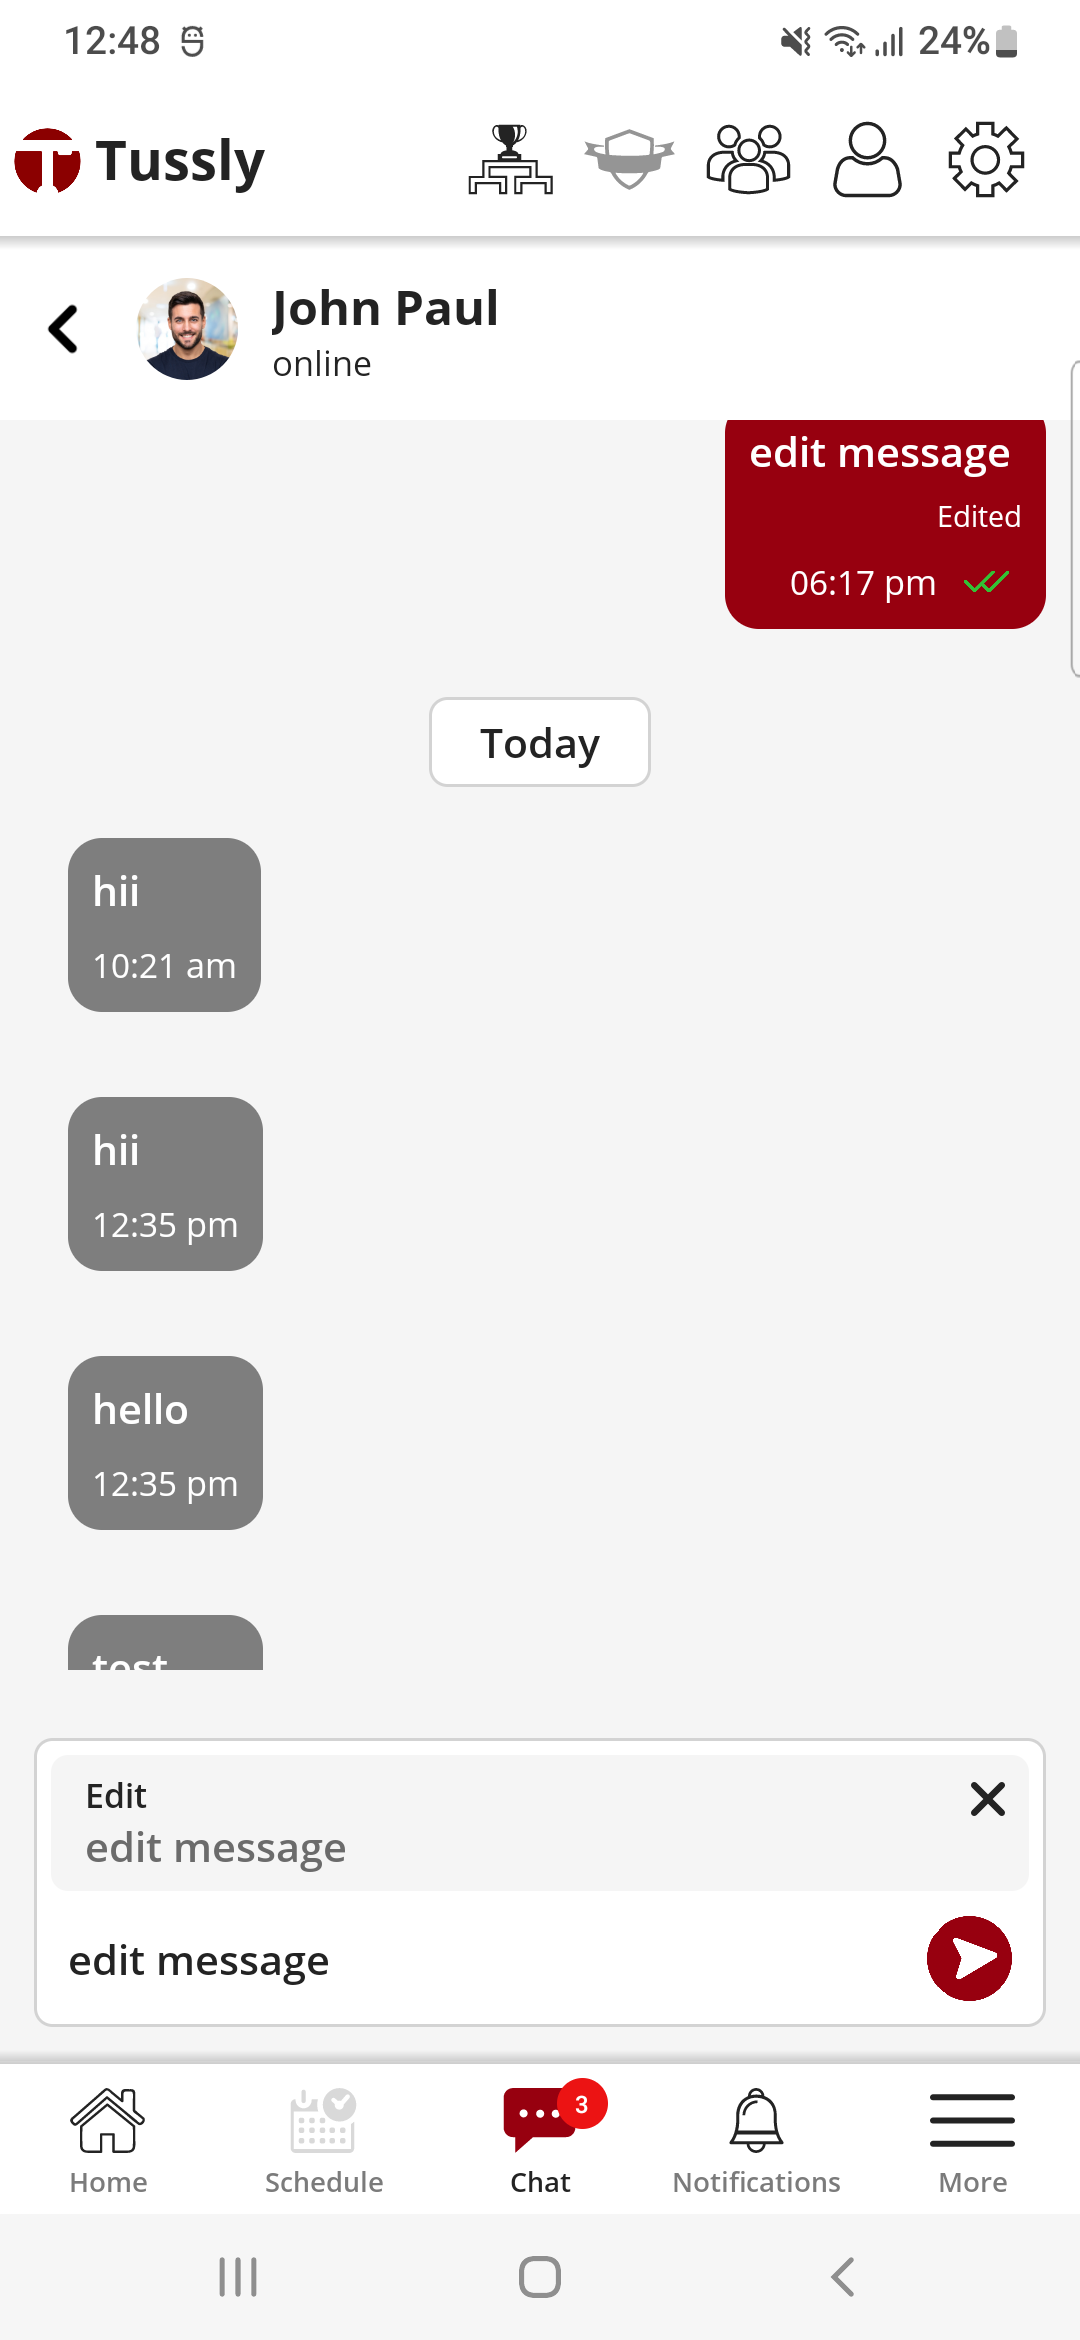 12:48
24%
Tussly
John Paul
online
edit message
Edited
06:17 pm
Today
hii
10:21 am
hii
12:35 pm
hello
12:35 pm
test
Edit
edit message
edit message
3
Home
Schedule
Chat
Notifications
More